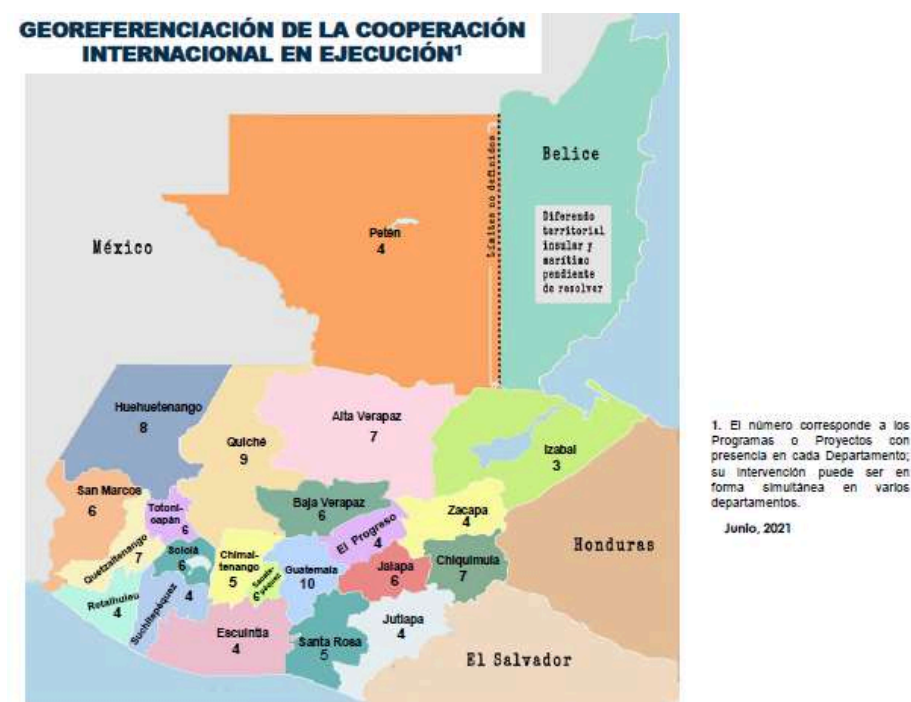 GEOREFERENCIACIÓN DE LA COOPERACIÓN
INTERNACIONAL EN EJECUCIÓN¹
Belice
Límites no definidos
Diferendo
territorial
insular y
marítimo
pendiente
de resolver
México
Petén
4
Huehuetenango
8
Quiché
9
Alta Verapaz
7
Izabal
3
San Marcos
6
Totoni-
capán
6
Baja Verapaz
6
Zacapa
4
El Progreso
4
Quetzaltenango
7
Sololá
6
Chimal-
tenango
5
Sacate-
péquez
6
Guatemala
10
Jalapa
6
Chiquimula
7
Honduras
Retalhuleu
4
Suchitepéquez
4
Escuintla
4
Santa Rosa
5
Jutiapa
4
El Salvador
1. El número corresponde a los
Programas o Proyectos con
presencia en cada Departamento;
su intervención puede ser en
forma simultánea en varios
departamentos.
Junio, 2021